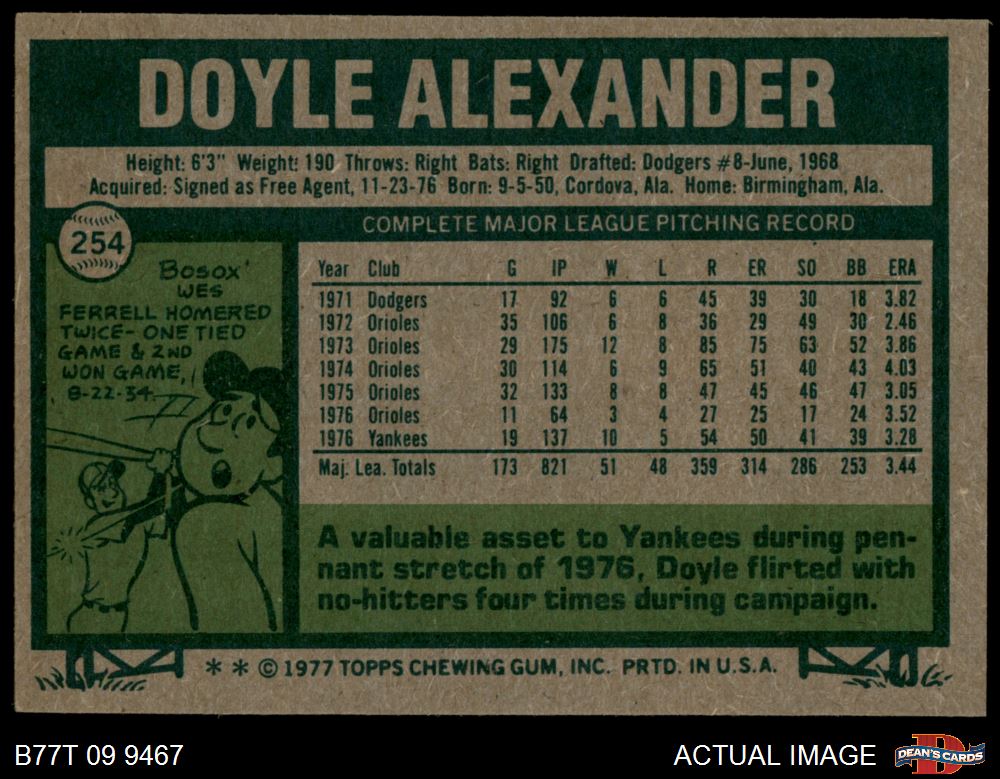 DOYLE ALEXANDER
Height: 6'3" Weight: 190 Throws: Right Bats: Right Drafted: Dodgers #8-June, 1968
Acquired: Signed as Free Agent, 11-23-76 Born: 9-5-50, Cordova, Ala. Home: Birmingham, Ala.
254
COMPLETE MAJOR LEAGUE PITCHING RECORD
BOSOX'
WES
FERRELL HOMERED
TWICE- ONE TIED
GAME & 2ND
WON GAME,
8-22-34.
Year Club G IP W L R ER SO BB ERA
1971 Dodgers 17 92 6 6 45 39 30 18 3.82
1972 Orioles 35 106 6 8 36 29 49 30 2.46
1973 Orioles 29 175 12 8 85 75 63 52 3.86
1974 Orioles 30 114 6 9 65 51 40 43 4.03
1975 Orioles 32 133 8 8 47 45 46 47 3.05
1976 Orioles 11 64 3 4 27 25 17 24 3.52
1976 Yankees 19 137 10 5 54 50 41 39 3.28
Maj. Lea. Totals 173 821 51 48 359 314 286 253 3.44
A valuable asset to Yankees during pen-
nant stretch of 1976, Doyle flirted with
no-hitters four times during campaign.
** © 1977 TOPPS CHEWING GUM, INC. PRTD. IN U.S.A.
B77T 09 9467
ACTUAL IMAGE
D
DEAN'S CARDS